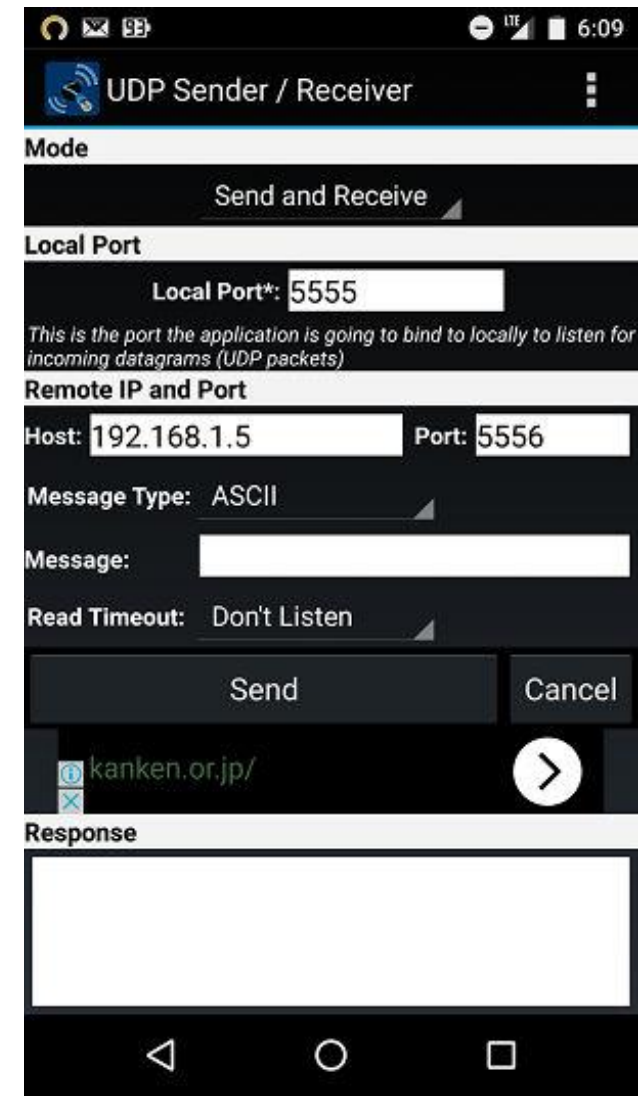 93 LTE 6:09
UDP Sender / Receiver
Mode
Send and Receive
Local Port
Local Port*: 5555
This is the port the application is going to bind to locally to listen for
incoming datagrams (UDP packets)
Remote IP and Port
Host: 192.168.1.5 Port: 5556
Message Type: ASCII
Message:
Read Timeout: Don't Listen
Send Cancel
kanken.or.jp/
Response